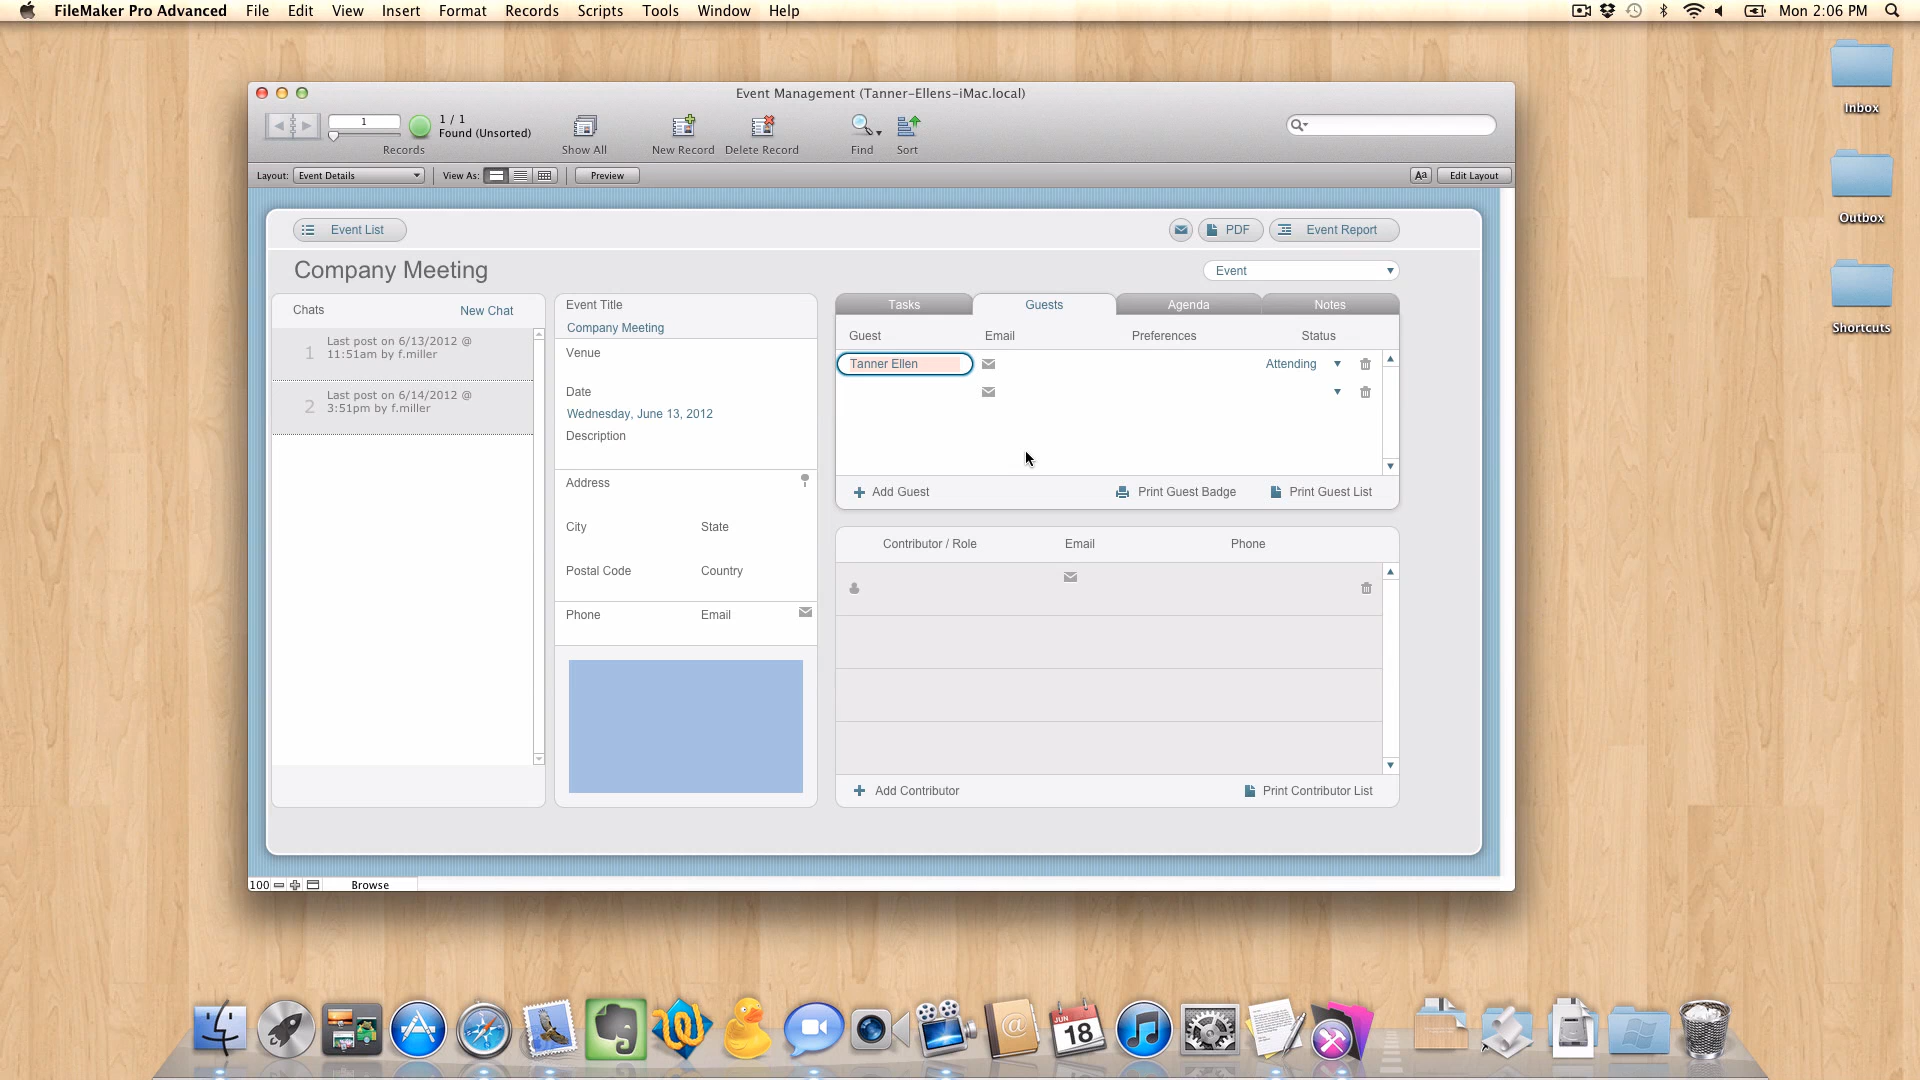 FileMaker Pro Advanced File Edit View Insert Format Records Scripts Tools Window Help Mon 2:06 PM
Inbox
Outbox
Shortcuts
Event Management (Tanner-Ellens-iMac.local)
1
1 / 1
Found (Unsorted)
Records
Show All
New Record
Delete Record
Find
Sort
Layout: Event Details View As: Preview Aa Edit Layout
Event List
PDF
Event Report
Company Meeting
Event
Chats
New Chat
1
Last post on 6/13/2012 @
11:51am by f.miller
2
Last post on 6/14/2012 @
3:51pm by f.miller
Event Title
Company Meeting
Venue
Date
Wednesday, June 13, 2012
Description
Address
City State
Postal Code Country
Phone Email
Tasks Guests Agenda Notes
Guest Email Preferences Status
Tanner Ellen Attending
Add Guest Print Guest Badge Print Guest List
Contributor / Role Email Phone
Add Contributor Print Contributor List
100 Browse
JUN
18